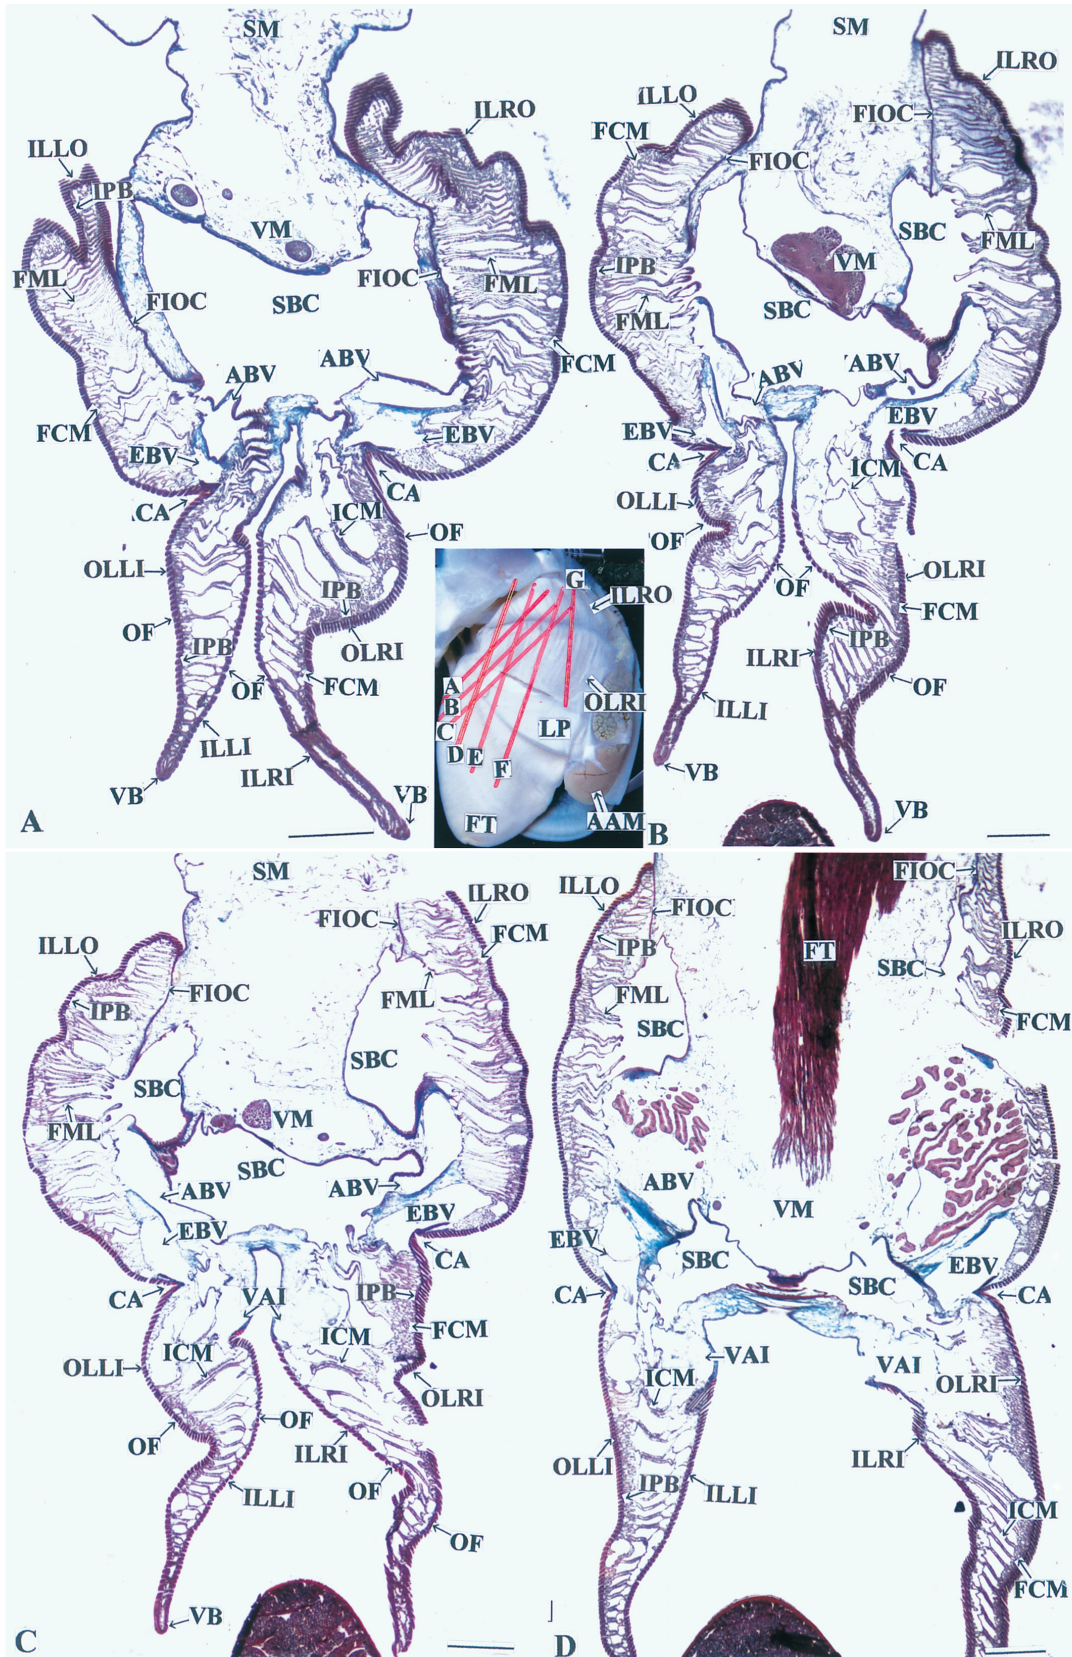 SM
ILRO
ILLO
IPB
VM
FML
FIOC
FIOC
FML
SBC
FCM
ABV
ABV
FCM
EBV
EBV
CA
CA
ICM
OF
OLLI
IPB
OF
OLRI
IPB
OF
FCM
ILLI
ILRI
VB
VB
A
G
ILRO
A
B
OLRI
C
LP
D
E
F
FT
AAM
SM
ILRO
ILLO
FIOC
FCM
FIOC
SBC
FML
IPB
VM
FML
SBC
ABV
ABV
EBV
EBV
CA
CA
ICM
OLLI
OF
OF
OLRI
FCM
IPB
ILRI
OF
ILLI
VB
VB
B
SM
ILRO
FIOC
FCM
ILLO
FML
FIOC
IPB
SBC
SBC
VM
FML
SBC
ABV
ABV
EBV
EBV
CA
CA
VAI
IPB
FCM
ICM
ICM
OLLI
OLRI
OF
OF
ILRI
ILLI
OF
OF
VB
C
FIOC
ILLO
FIOC
ILRO
IPB
FT
SBC
FML
FCM
SBC
ABV
VM
EBV
SBC
EBV
SBC
CA
CA
VAI
VAI
ICM
OLRI
ILRI
OLLI
IPB
ILLI
ICM
FCM
D